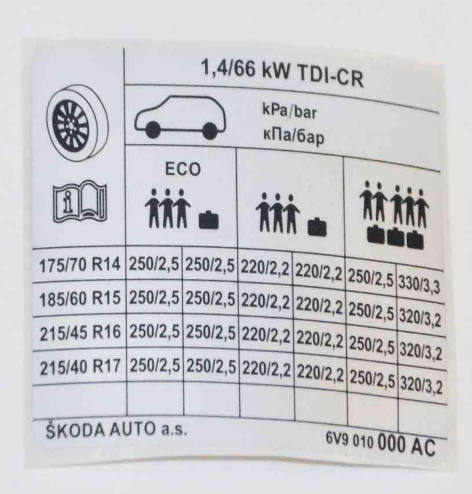 1,4/66 kW TDI-CR
kPa/bar
кПа/бар
ECO
i
175/70 R14 250/2,5 250/2,5 220/2,2 220/2,2 250/2,5 330/3,3
185/60 R15 250/2,5 250/2,5 220/2,2 220/2,2 250/2,5 320/3,2
215/45 R16 250/2,5 250/2,5 220/2,2 220/2,2 250/2,5 320/3,2
215/40 R17 250/2,5 250/2,5 220/2,2 220/2,2 250/2,5 320/3,2
ŠKODA AUTO a.s.
6V9 010 000 AC